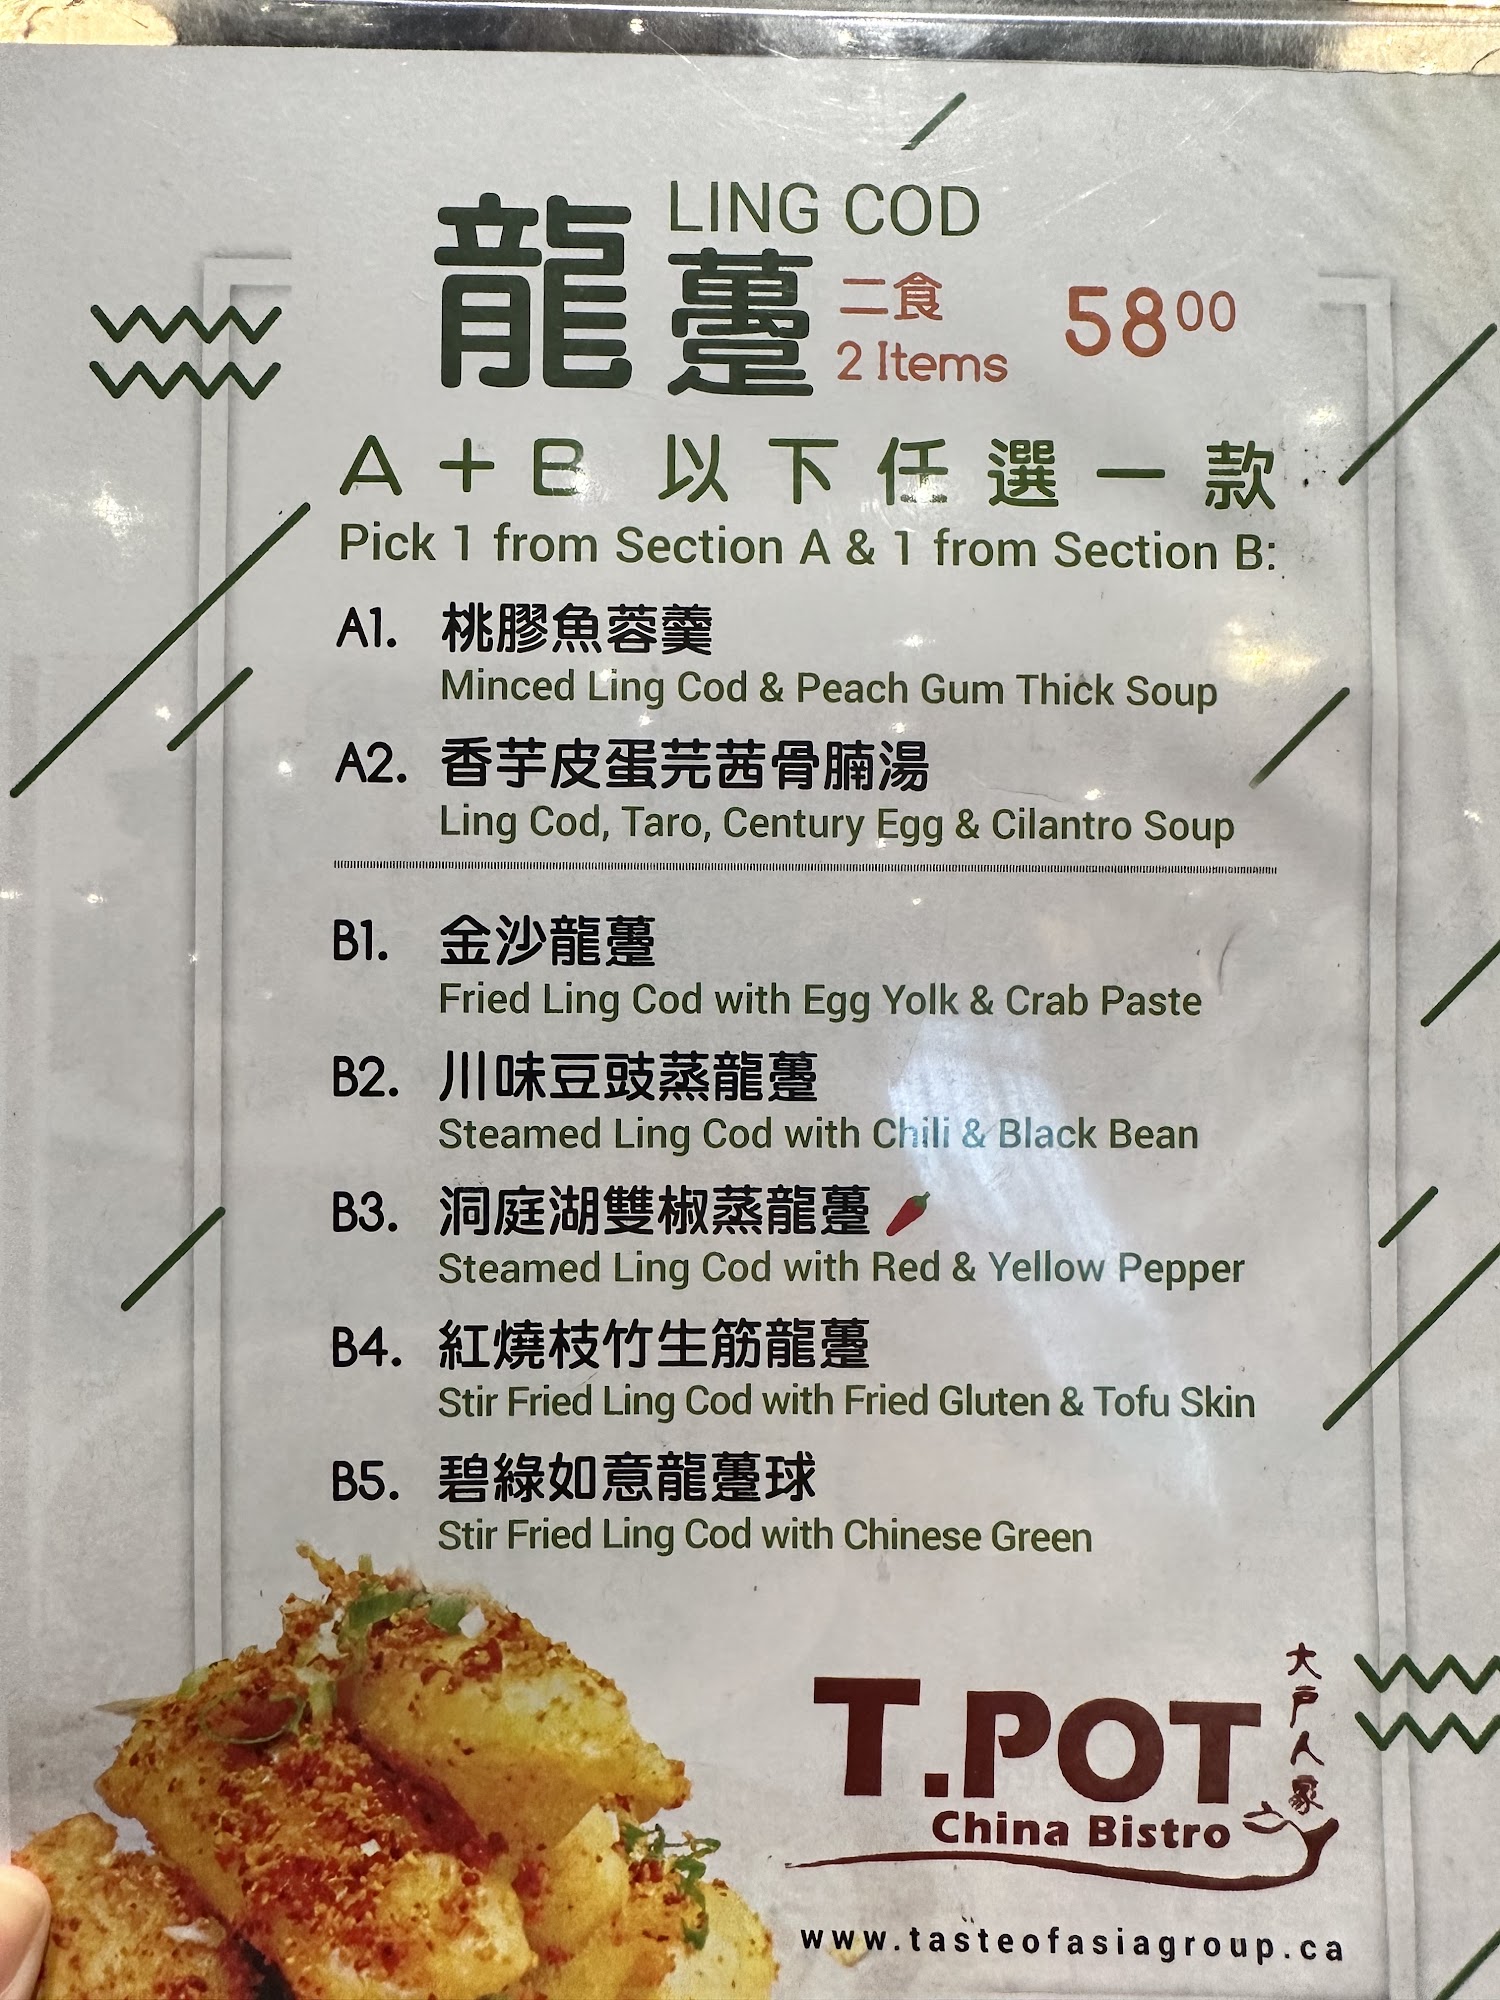 LING COD
龍躉
二食
2 Items
58⁰⁰
A+B 以下任選一款
Pick 1 from Section A & 1 from Section B:
A1. 桃膠魚蓉羹
Minced Ling Cod & Peach Gum Thick Soup
A2. 香芋皮蛋芫茜骨腩湯
Ling Cod, Taro, Century Egg & Cilantro Soup
B1. 金沙龍躉
Fried Ling Cod with Egg Yolk & Crab Paste
B2. 川味豆豉蒸龍躉
Steamed Ling Cod with Chili & Black Bean
B3. 洞庭湖雙椒蒸龍躉
Steamed Ling Cod with Red & Yellow Pepper
B4. 紅燒枝竹生筋龍躉
Stir Fried Ling Cod with Fried Gluten & Tofu Skin
B5. 碧綠如意龍躉球
Stir Fried Ling Cod with Chinese Green
T.POT
China Bistro
大戶人家
www.tasteofasiagroup.ca